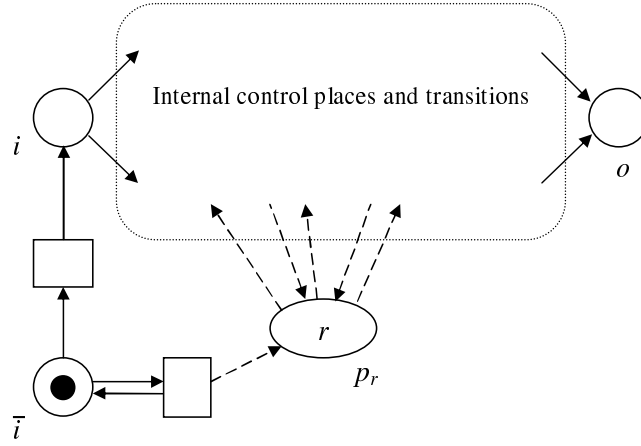 Internal control places and transitions
i
o
r
p_r
i̅